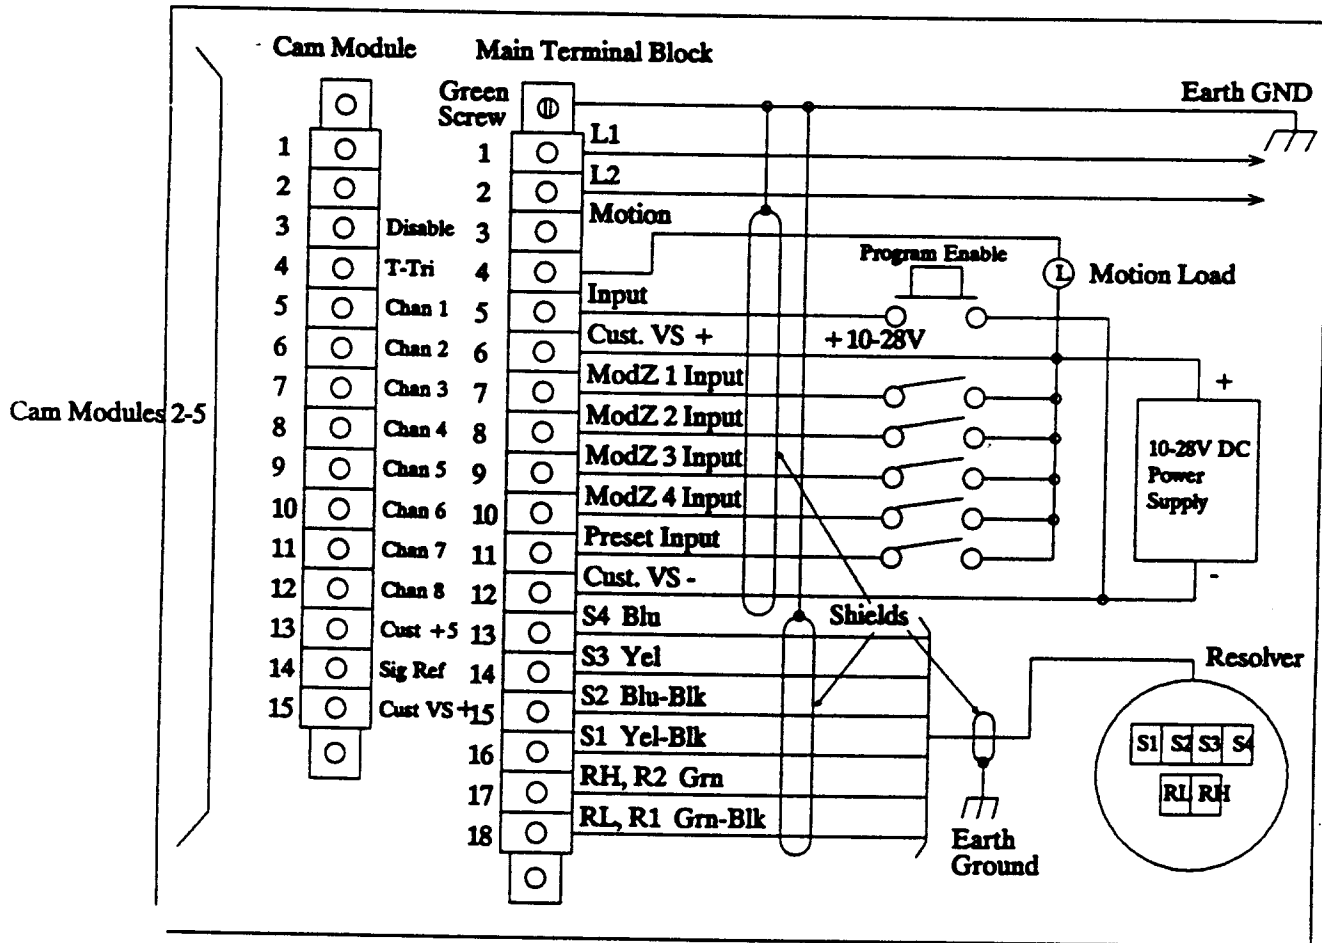 Cam Module
Main Terminal Block
Green
Screw
Earth GND
1
2
3 Disable
4 T-Tri
5 Chan 1
6 Chan 2
7 Chan 3
8 Chan 4
9 Chan 5
10 Chan 6
11 Chan 7
12 Chan 8
13 Cust +5
14 Sig Ref
15 Cust VS +
Cam Modules 2-5
1 L1
2 L2
3 Motion
4
5 Input
6 Cust. VS +
7 ModZ 1 Input
8 ModZ 2 Input
9 ModZ 3 Input
10 ModZ 4 Input
11 Preset Input
12 Cust. VS -
13 S4 Blu
14 S3 Yel
15 S2 Blu-Blk
16 S1 Yel-Blk
17 RH, R2 Grn
18 RL, R1 Grn-Blk
Program Enable
L Motion Load
+10-28V
+
10-28V DC
Power
Supply
-
Shields
Resolver
S1 S2 S3 S4
RL RH
Earth
Ground